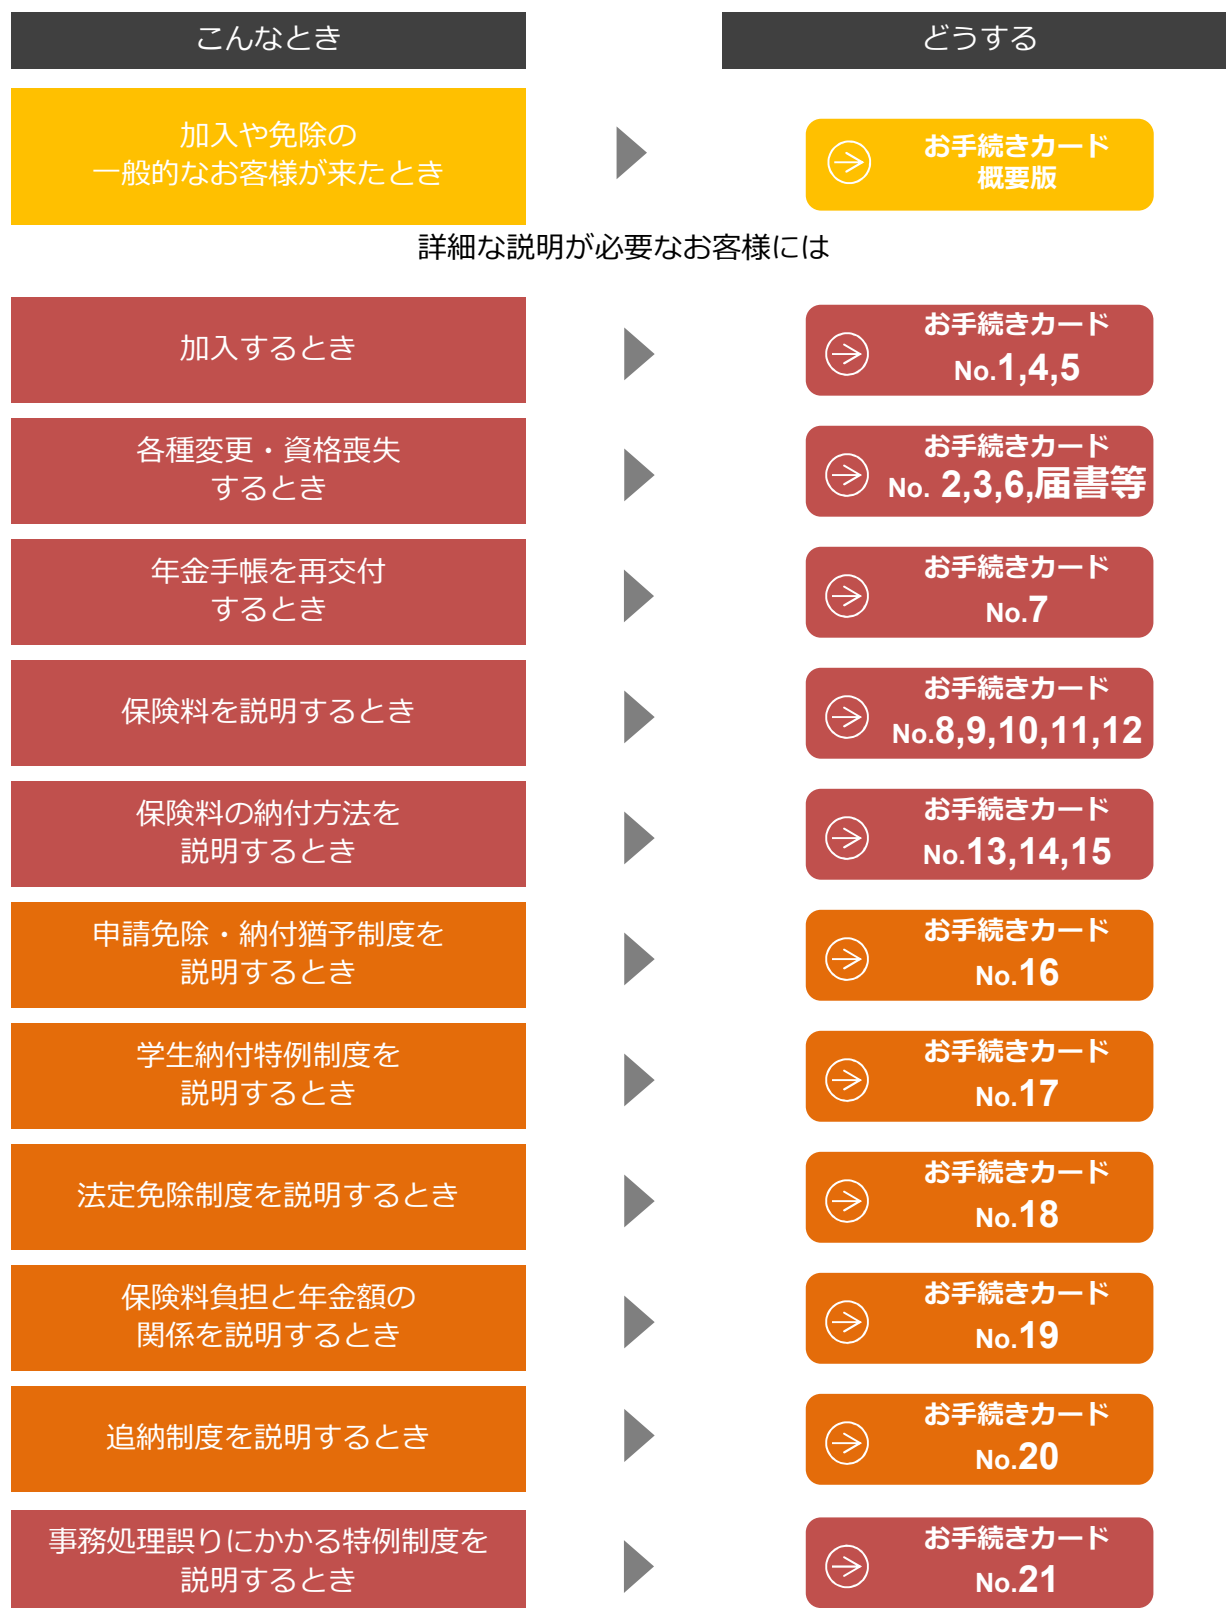 こんなとき
どうする
加入や免除の
一般的なお客様が来たとき
お手続きカード
概要版
詳細な説明が必要なお客様には
加入するとき
お手続きカード
No.1,4,5
各種変更・資格喪失
するとき
お手続きカード
No. 2,3,6,届書等
年金手帳を再交付
するとき
お手続きカード
No.7
保険料を説明するとき
お手続きカード
No.8,9,10,11,12
保険料の納付方法を
説明するとき
お手続きカード
No.13,14,15
申請免除・納付猶予制度を
説明するとき
お手続きカード
No.16
学生納付特例制度を
説明するとき
お手続きカード
No.17
法定免除制度を説明するとき
お手続きカード
No.18
保険料負担と年金額の
関係を説明するとき
お手続きカード
No.19
追納制度を説明するとき
お手続きカード
No.20
事務処理誤りにかかる特例制度を
説明するとき
お手続きカード
No.21